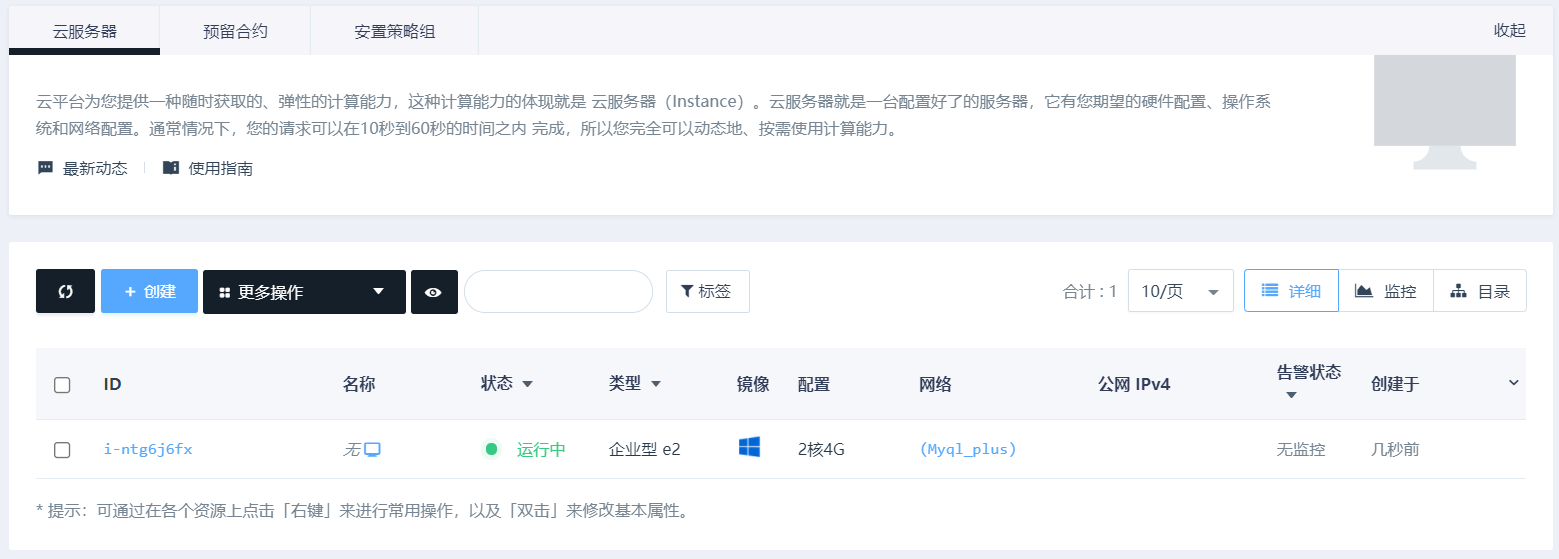 云服务器 预留合约 安置策略组 收起
云平台为您提供一种随时获取的、弹性的计算能力，这种计算能力的体现就是 云服务器（Instance）。云服务器就是一台配置好了的服务器，它有您期望的硬件配置、操作系
统和网络配置。通常情况下，您的请求可以在10秒到60秒的时间之内 完成，所以您完全可以动态地、按需使用计算能力。
最新动态 使用指南
+ 创建 更多操作 标签 合计 : 1 10/页 详细 监控 目录
ID 名称 状态 类型 镜像 配置 网络 公网 IPv4 告警状态 创建于
i-ntg6j6fx 无 运行中 企业型 e2 2核4G (Myql_plus) 无监控 几秒前
* 提示：可通过在各个资源上点击「右键」来进行常用操作，以及「双击」来修改基本属性。